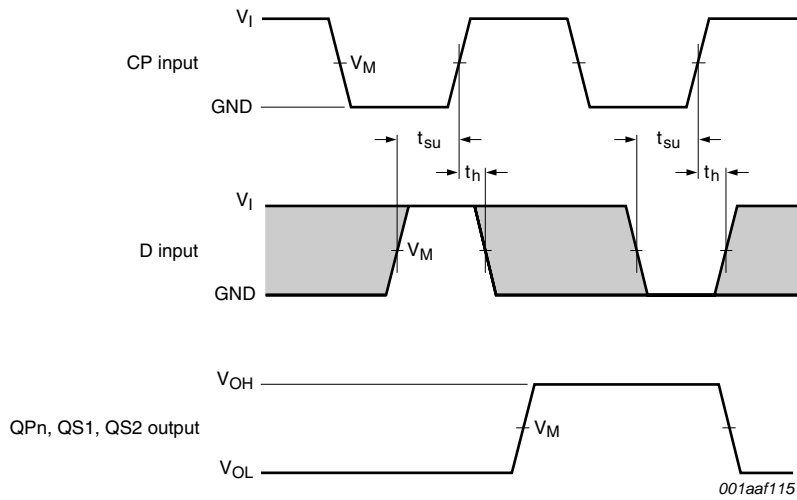 V_I
CP input
V_M
GND
t_su
t_su
t_h
t_h
V_I
D input
V_M
GND
V_OH
QPn, QS1, QS2 output
V_M
V_OL
001aaf115